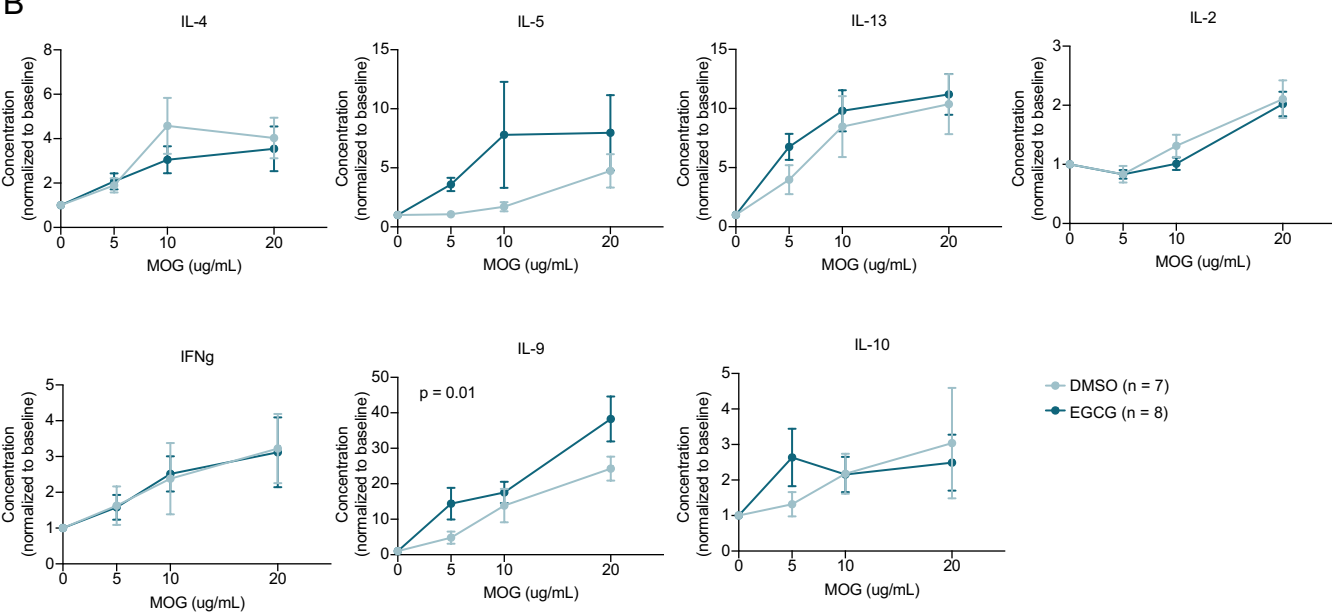 B
IL-4
Concentration
(normalized to baseline)
8
6
4
2
0
0 5 10 20
MOG (ug/mL)
IL-5
Concentration
(normalized to baseline)
15
10
5
0
0 5 10 20
MOG (ug/mL)
IL-13
Concentration
(normalized to baseline)
15
10
5
0
0 5 10 20
MOG (ug/mL)
IL-2
Concentration
(normalized to baseline)
3
2
1
0
0 5 10 20
MOG (ug/mL)
IFNg
Concentration
(normalized to baseline)
5
4
3
2
1
0
0 5 10 20
MOG (ug/mL)
IL-9
p = 0.01
Concentration
(normalized to baseline)
50
40
30
20
10
0
0 5 10 20
MOG (ug/mL)
IL-10
Concentration
(normalized to baseline)
5
4
3
2
1
0
0 5 10 20
MOG (ug/mL)
DMSO (n = 7)
EGCG (n = 8)